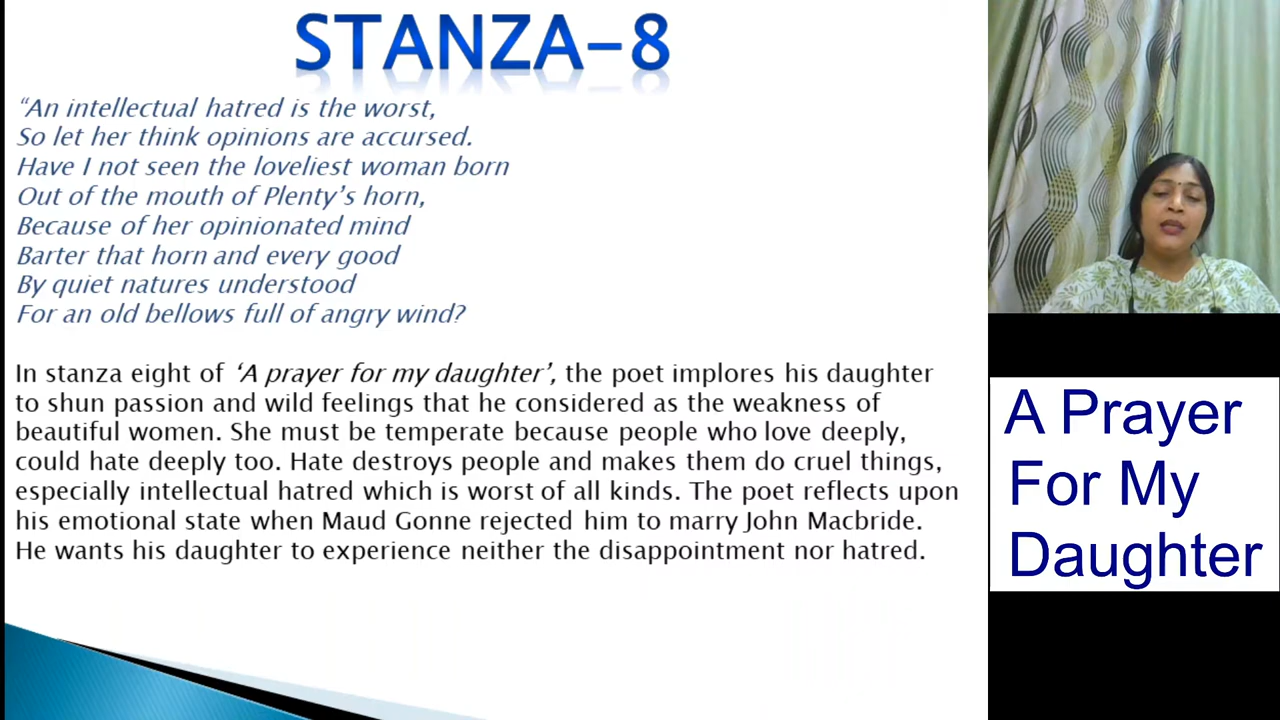 STANZA-8
“An intellectual hatred is the worst,
So let her think opinions are accursed.
Have I not seen the loveliest woman born
Out of the mouth of Plenty’s horn,
Because of her opinionated mind
Barter that horn and every good
By quiet natures understood
For an old bellows full of angry wind?
In stanza eight of ‘A prayer for my daughter’, the poet implores his daughter
to shun passion and wild feelings that he considered as the weakness of
beautiful women. She must be temperate because people who love deeply,
could hate deeply too. Hate destroys people and makes them do cruel things,
especially intellectual hatred which is worst of all kinds. The poet reflects upon
his emotional state when Maud Gonne rejected him to marry John Macbride.
He wants his daughter to experience neither the disappointment nor hatred.
A Prayer
For My
Daughter